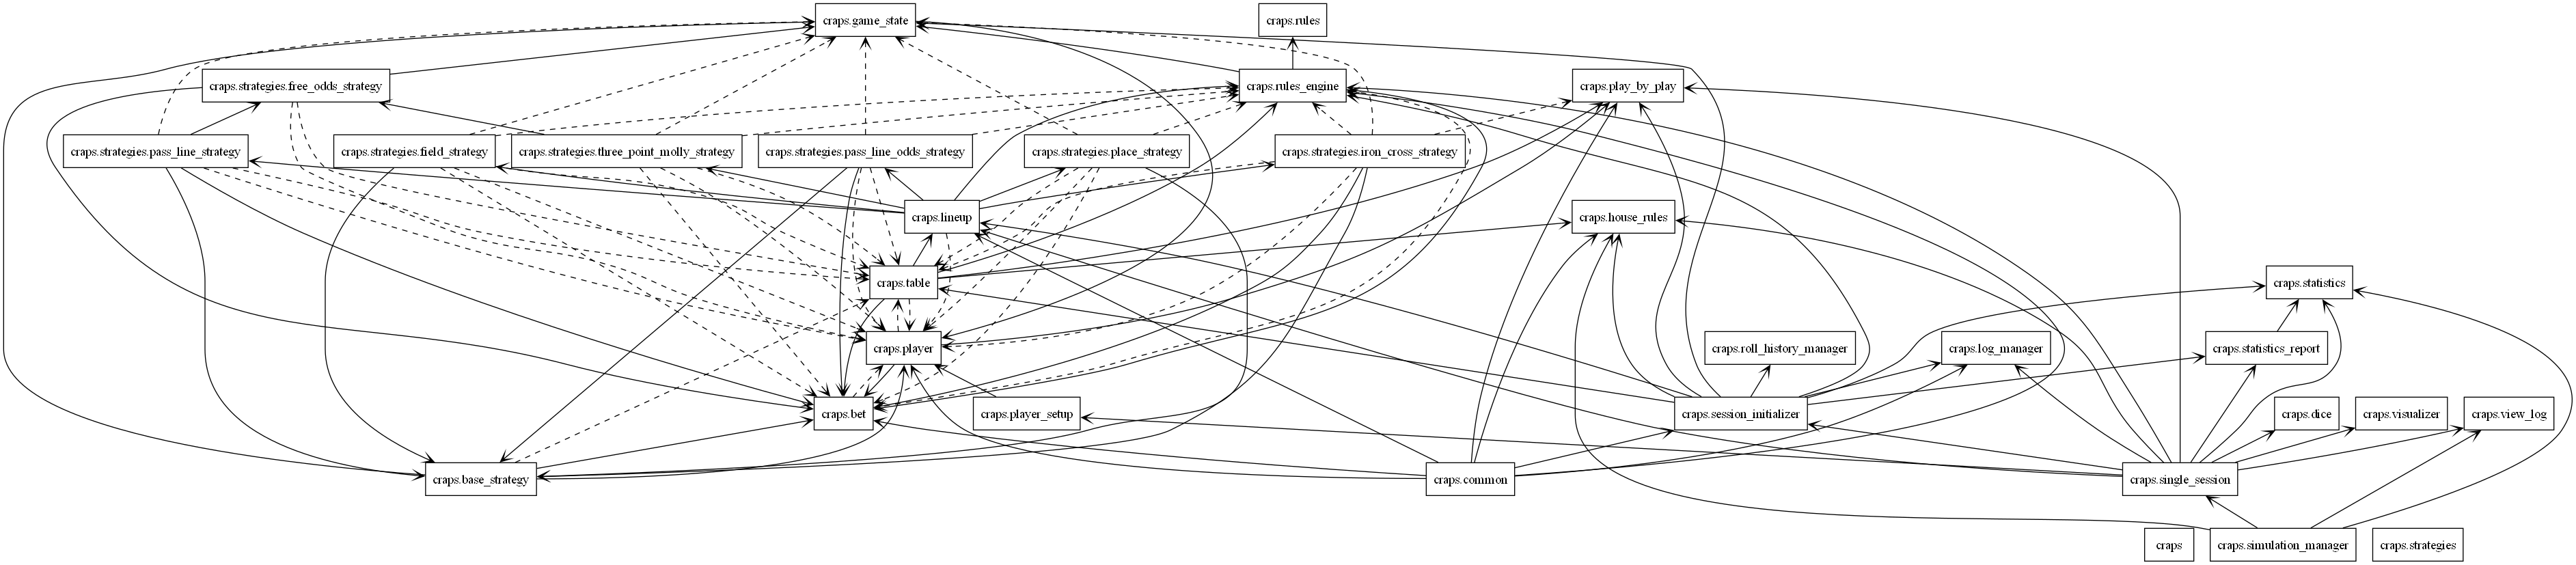 craps.game_state
craps.rules
craps.strategies.free_odds_strategy
craps.rules_engine
craps.play_by_play
craps.strategies.pass_line_strategy
craps.strategies.field_strategy
craps.strategies.three_point_molly_strategy
craps.strategies.pass_line_odds_strategy
craps.strategies.place_strategy
craps.strategies.iron_cross_strategy
craps.lineup
craps.house_rules
craps.table
craps.statistics
craps.player
craps.roll_history_manager
craps.log_manager
craps.statistics_report
craps.bet
craps.player_setup
craps.session_initializer
craps.dice
craps.visualizer
craps.view_log
craps.base_strategy
craps.common
craps.single_session
craps
craps.simulation_manager
craps.strategies